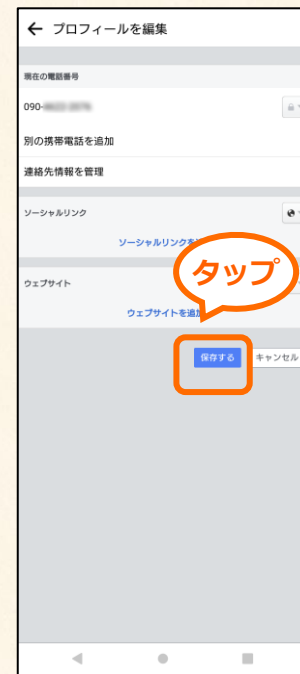 ← プロフィールを編集
現在の電話番号
090-
別の携帯電話を追加
連絡先情報を管理
ソーシャルリンク
ソーシャルリンクを
ウェブサイト
タップ
ウェブサイトを追加
保存する キャンセル